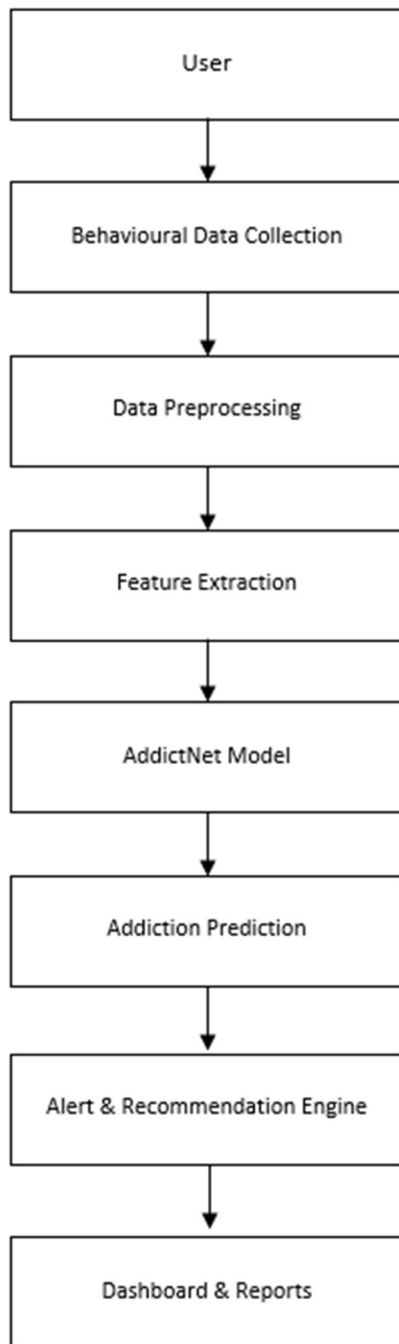 User
Behavioural Data Collection
Data Preprocessing
Feature Extraction
AddictNet Model
Addiction Prediction
Alert & Recommendation Engine
Dashboard & Reports